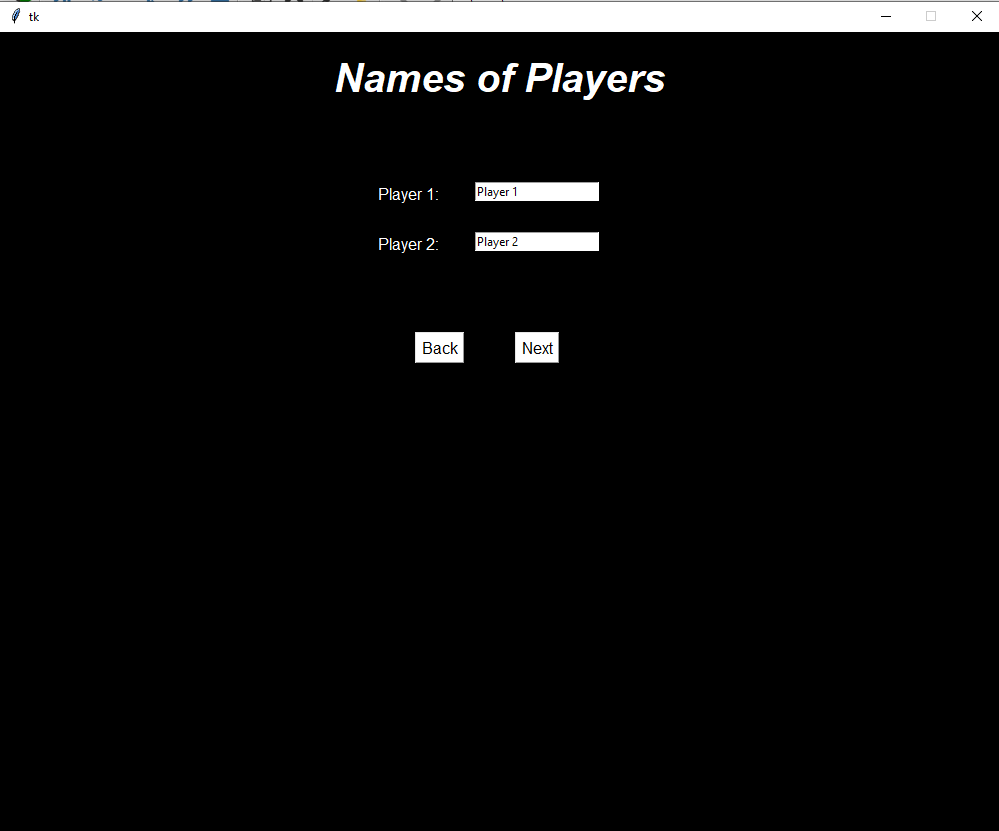 tk
Names of Players
Player 1: Player 1
Player 2: Player 2
Back Next